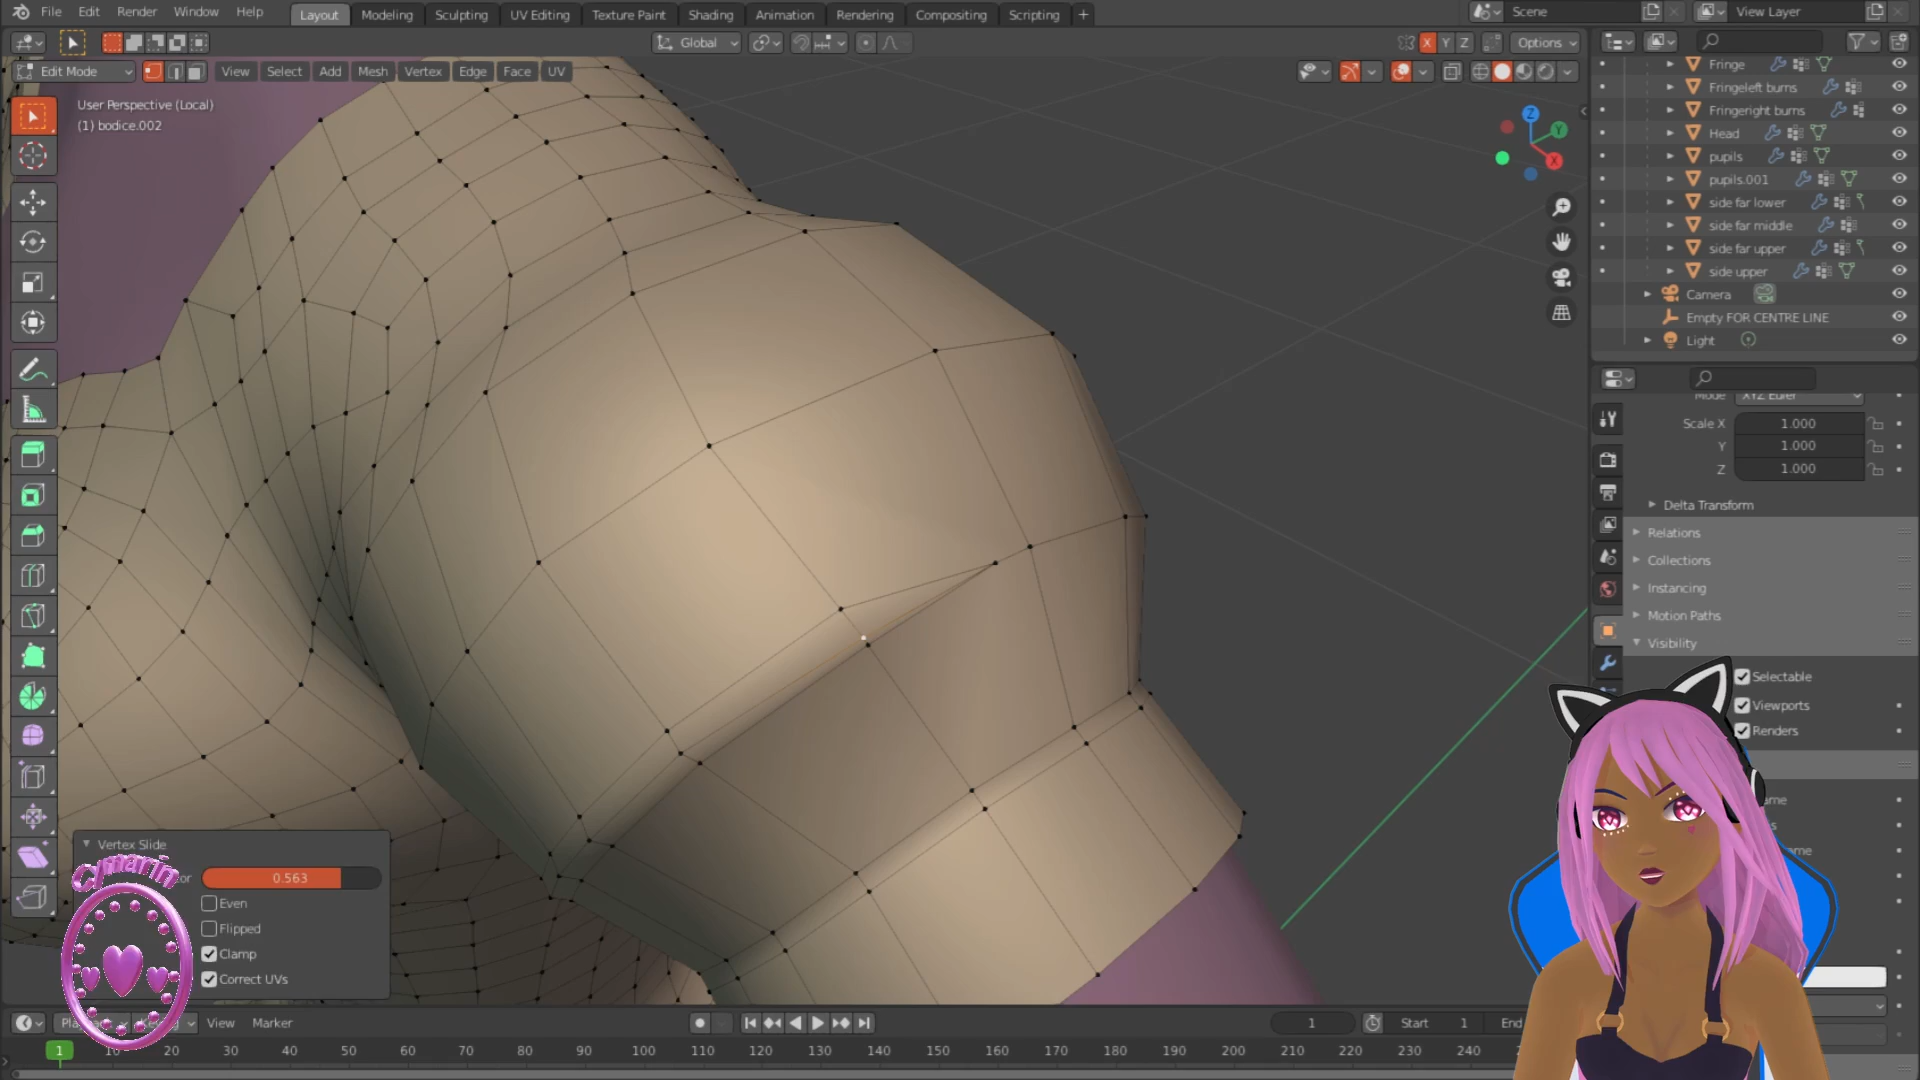 File Edit Render Window Help Layout Modeling Sculpting UV Editing Texture Paint Shading Animation Rendering Compositing Scripting + Scene View Layer
Global X Y Z Options
Edit Mode View Select Add Mesh Vertex Edge Face UV
User Perspective (Local)
(1) bodice.002
Z
Y
X
Fringe
Fringeleft burns
Fringeright burns
Head
pupils
pupils.001
side far lower
side far middle
side far upper
side upper
Camera
Empty FOR CENTRE LINE
Light
Mode XYZ Euler
Scale X 1.000
Y 1.000
Z 1.000
Delta Transform
Relations
Collections
Instancing
Motion Paths
Visibility
Selectable
Viewports
Renders
Vertex Slide
0.563
Even
Flipped
Clamp
Correct UVs
Cymarin
View Marker 1 Start 1 End
1 10 20 30 40 50 60 70 80 90 100 110 120 130 140 150 160 170 180 190 200 210 220 230 240